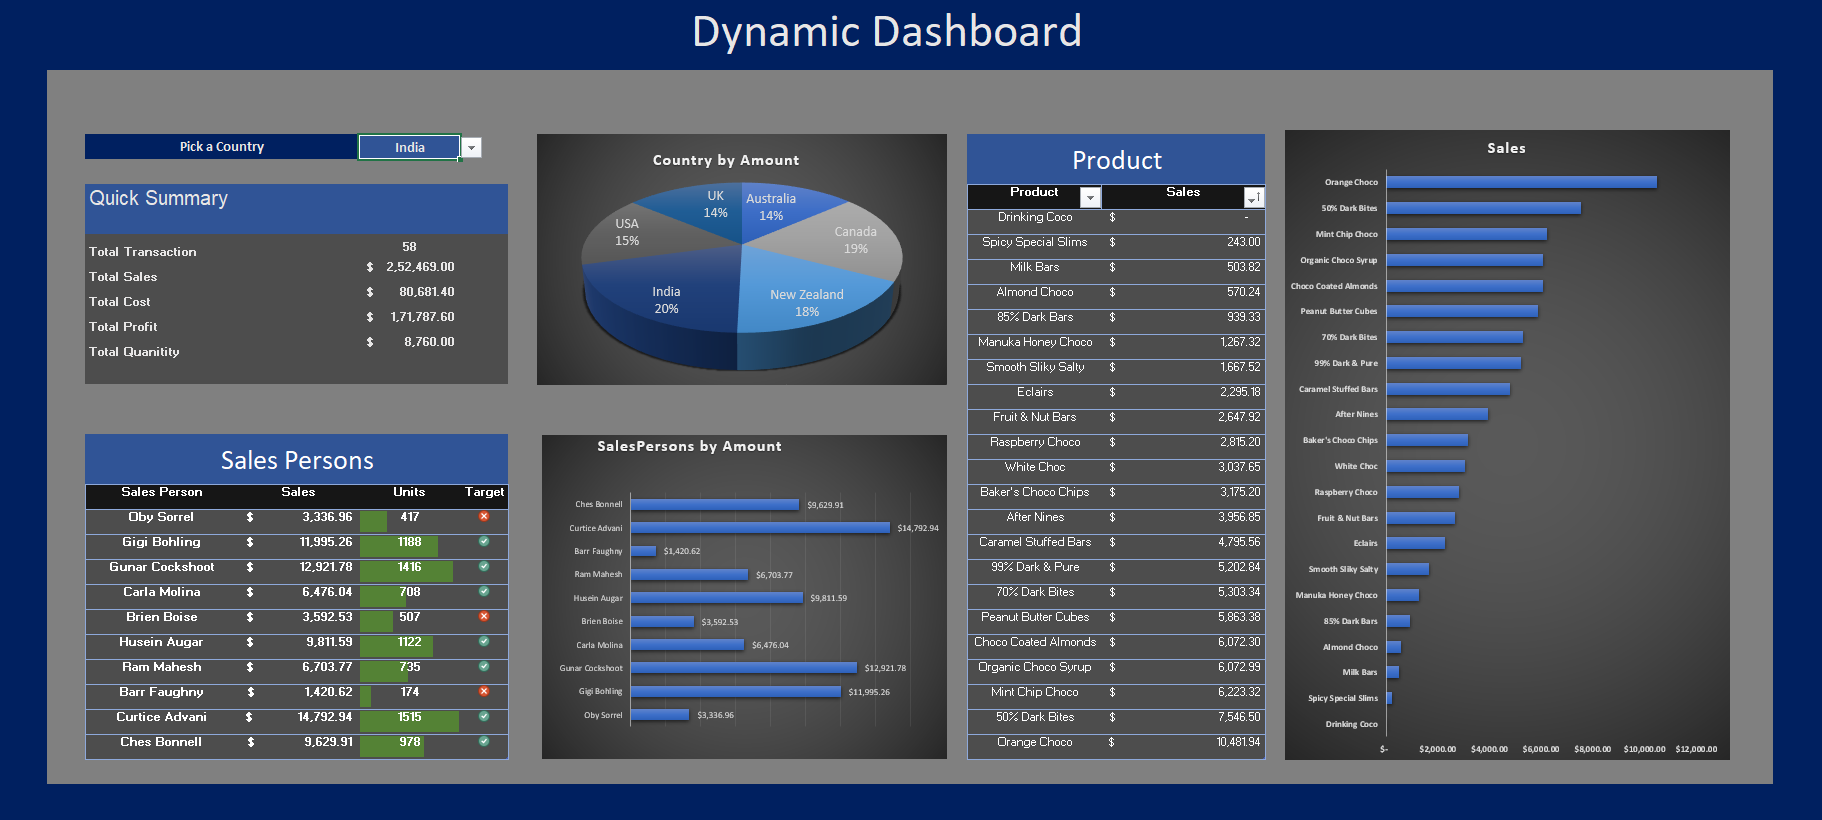 Dynamic Dashboard
Pick a Country India
Quick Summary
Total Transaction 58
Total Sales $ 2,52,469.00
Total Cost $ 80,681.40
Total Profit $ 1,71,787.60
Total Quanitity $ 8,760.00
Country by Amount
UK
14%
Australia
14%
USA
15%
Canada
19%
India
20%
New Zealand
18%
Sales Persons
Sales Person Sales Units Target
Oby Sorrel $ 3,336.96 417
Gigi Bohling $ 11,995.26 1188
Gunar Cockshoot $ 12,921.78 1416
Carla Molina $ 6,476.04 708
Brien Boise $ 3,592.53 507
Husein Augar $ 9,811.59 1122
Ram Mahesh $ 6,703.77 735
Barr Faughny $ 1,420.62 174
Curtice Advani $ 14,792.94 1515
Ches Bonnell $ 9,629.91 978
SalesPersons by Amount
Ches Bonnell $9,629.91
Curtice Advani $14,792.94
Barr Faughny $1,420.62
Ram Mahesh $6,703.77
Husein Augar $9,811.59
Brien Boise $3,592.53
Carla Molina $6,476.04
Gunar Cockshoot $12,921.78
Gigi Bohling $11,995.26
Oby Sorrel $3,336.96
Product
Product Sales
Drinking Coco $ -
Spicy Special Slims $ 243.00
Milk Bars $ 503.82
Almond Choco $ 570.24
85% Dark Bars $ 939.33
Manuka Honey Choco $ 1,267.32
Smooth Sliky Salty $ 1,667.52
Eclairs $ 2,295.18
Fruit & Nut Bars $ 2,647.92
Raspberry Choco $ 2,815.20
White Choc $ 3,037.65
Baker's Choco Chips $ 3,175.20
After Nines $ 3,956.85
Caramel Stuffed Bars $ 4,795.56
99% Dark & Pure $ 5,202.84
70% Dark Bites $ 5,303.34
Peanut Butter Cubes $ 5,863.38
Choco Coated Almonds $ 6,072.30
Organic Choco Syrup $ 6,072.99
Mint Chip Choco $ 6,223.32
50% Dark Bites $ 7,546.50
Orange Choco $ 10,481.94
Sales
Orange Choco
50% Dark Bites
Mint Chip Choco
Organic Choco Syrup
Choco Coated Almonds
Peanut Butter Cubes
70% Dark Bites
99% Dark & Pure
Caramel Stuffed Bars
After Nines
Baker's Choco Chips
White Choc
Raspberry Choco
Fruit & Nut Bars
Eclairs
Smooth Sliky Salty
Manuka Honey Choco
85% Dark Bars
Almond Choco
Milk Bars
Spicy Special Slims
Drinking Coco
$- $2,000.00 $4,000.00 $6,000.00 $8,000.00 $10,000.00 $12,000.00